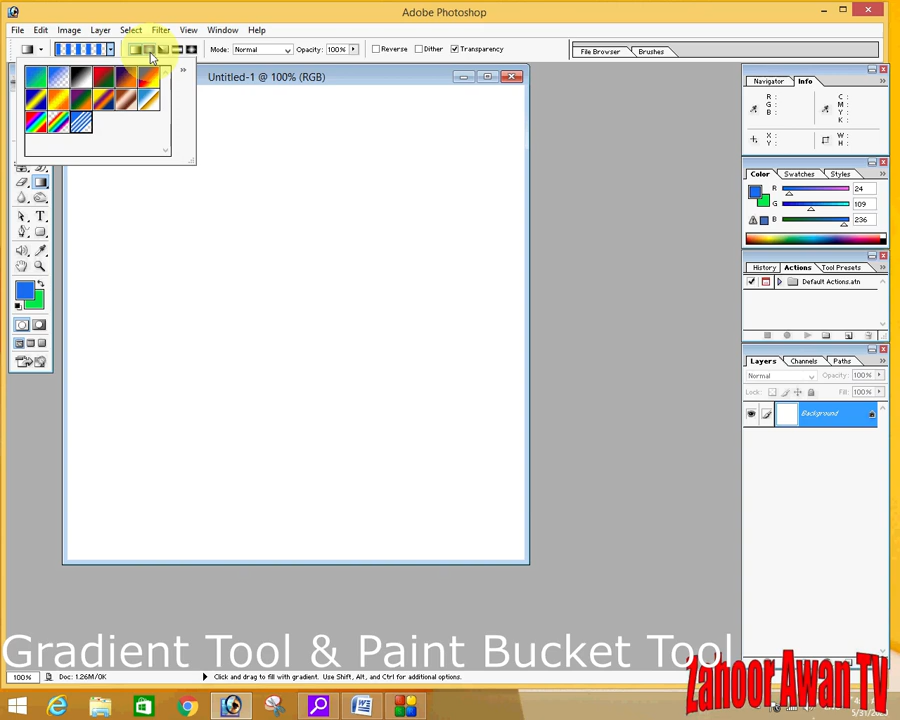 Adobe Photoshop
File Edit Image Layer Select Filter View Window Help
Mode: Normal Opacity: 100% Reverse Dither Transparency File Browser Brushes
Untitled-1 @ 100% (RGB)
Navigator Info
R : C :
G : M :
B : Y :
K :
X : W :
Y : H :
Color Swatches Styles
R 24
G 109
B 236
History Actions Tool Presets
Default Actions.atn
Layers Channels Paths
Normal Opacity: 100%
Lock: Fill: 100%
Background
Gradient Tool & Paint Bucket Tool
Zahoor Awan TV
100% Doc: 1.26M/0K Click and drag to fill with gradient. Use Shift, Alt, and Ctrl for additional options.